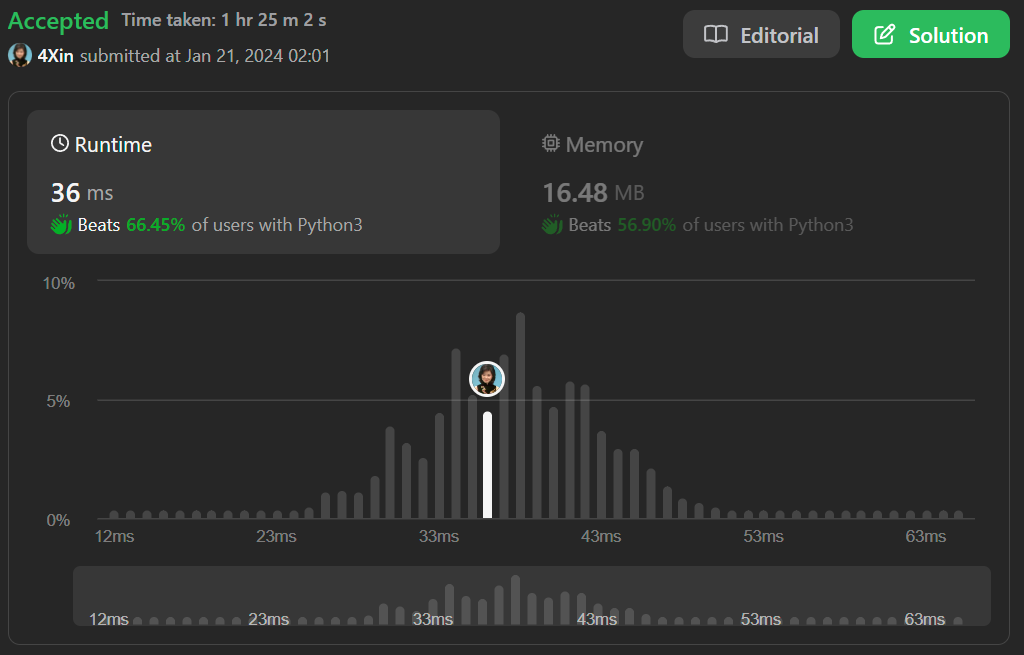 Accepted Time taken: 1 hr 25 m 2 s
4Xin submitted at Jan 21, 2024 02:01
Editorial
Solution
Runtime
36 ms
Beats 66.45% of users with Python3
Memory
16.48 MB
Beats 56.90% of users with Python3
10%
5%
0%
12ms 23ms 33ms 43ms 53ms 63ms
12ms 23ms 33ms 43ms 53ms 63ms